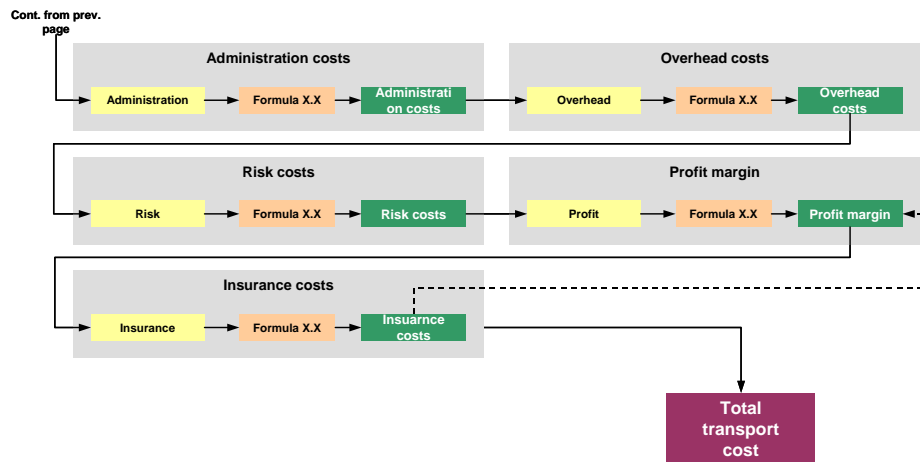 Cont. from prev.
page
Administration costs
Overhead costs
Administration
Formula X.X
Administrati
on costs
Overhead
Formula X.X
Overhead
costs
Risk costs
Profit margin
Risk
Formula X.X
Risk costs
Profit
Formula X.X
Profit margin
Insurance costs
Insurance
Formula X.X
Insuarnce
costs
Total
transport
cost